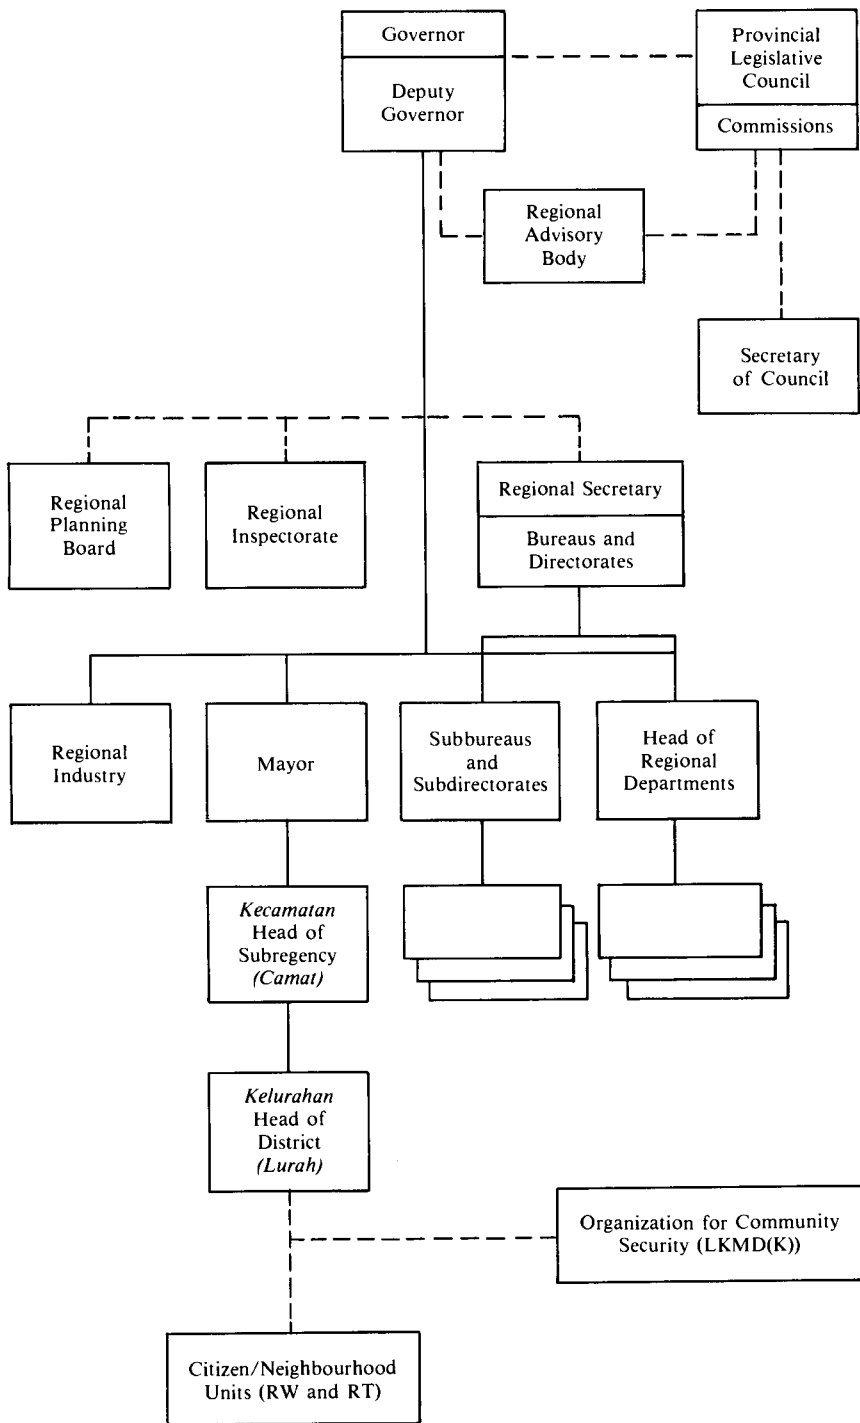 Governor
Deputy
Governor
Provincial
Legislative
Council
Commissions
Regional
Advisory
Body
Secretary
of Council
Regional
Planning
Board
Regional
Inspectorate
Regional Secretary
Bureaus and
Directorates
Regional
Industry
Mayor
Subbureaus
and
Subdirectorates
Head of
Regional
Departments
Kecamatan
Head of
Subregency
(Camat)
Kelurahan
Head of
District
(Lurah)
Organization for Community
Security (LKMD(K))
Citizen/Neighbourhood
Units (RW and RT)